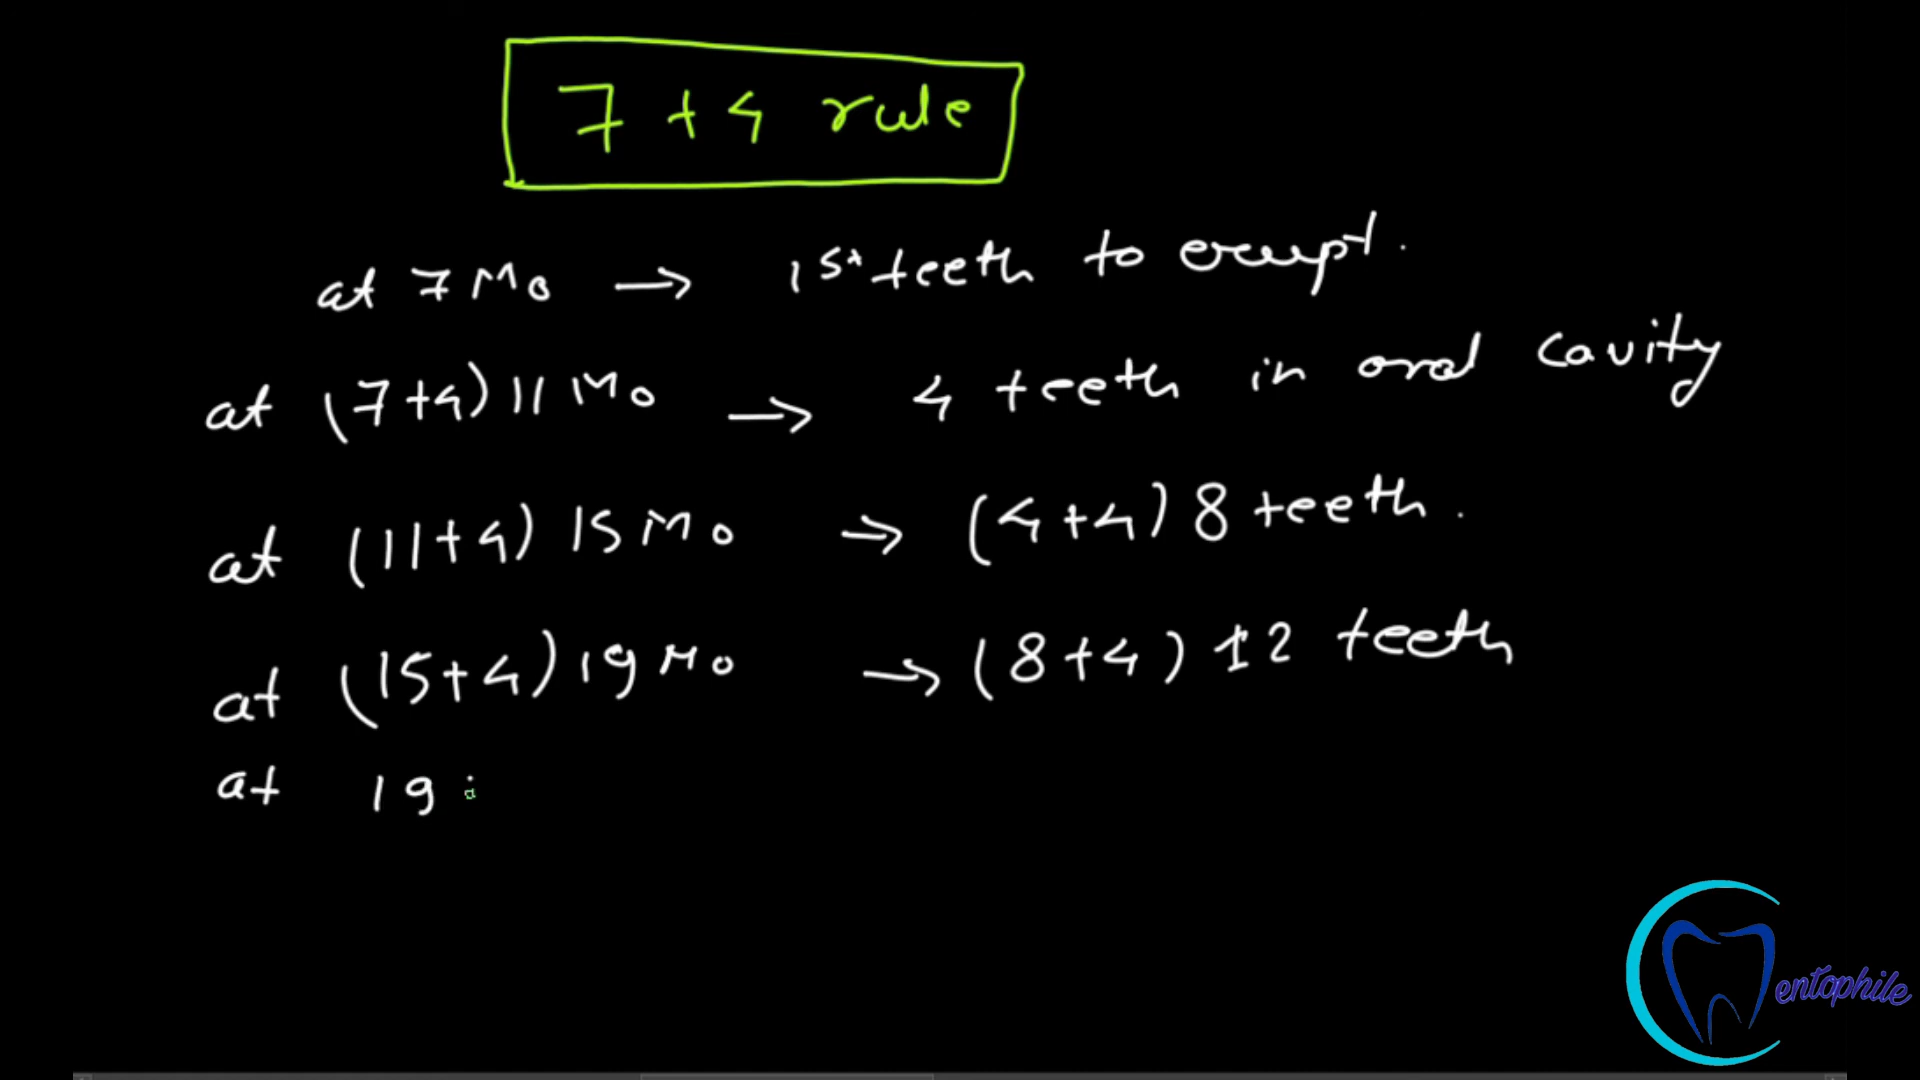 7 + 4 rule
at 7 Mo → 1st teeth to erupt.
at (7+4) 11 Mo → 4 teeth in oral cavity
at (11+4) 15 Mo → (4+4) 8 teeth.
at (15+4) 19 Mo → (8+4) 12 teeth
at 19
entophile